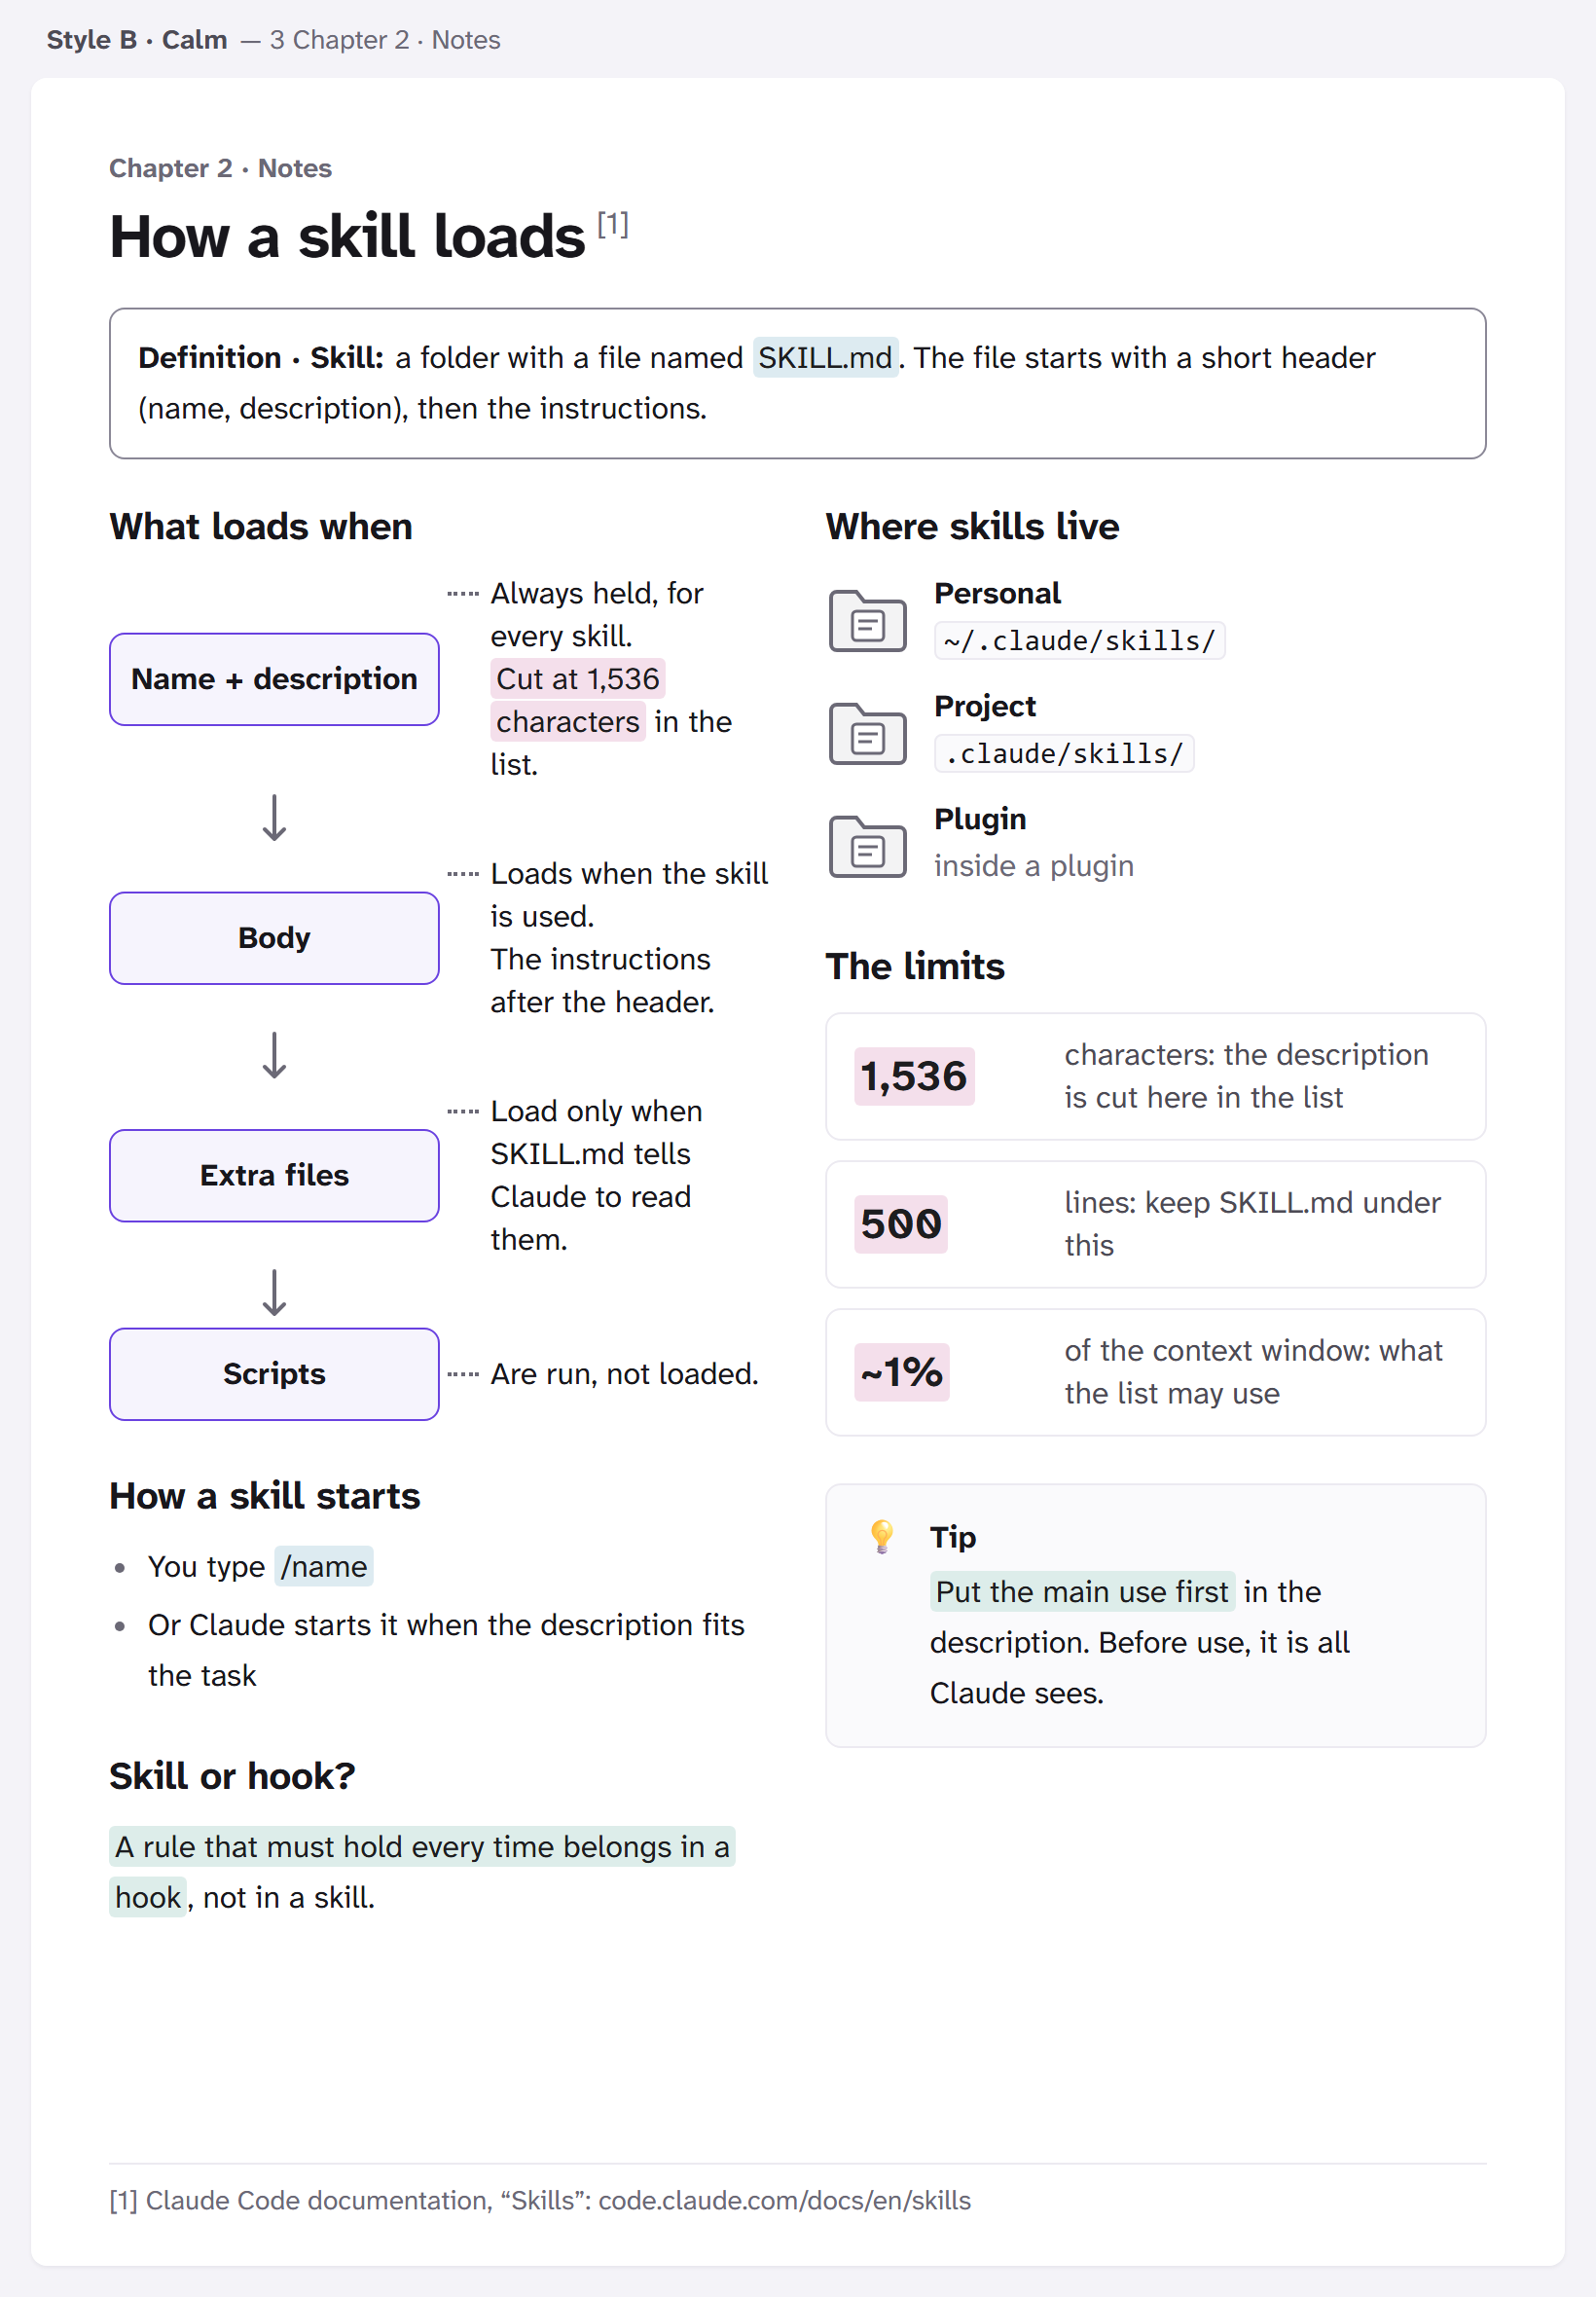 Style B · Calm — 3 Chapter 2 · Notes
Chapter 2 · Notes
How a skill loads [1]
Definition · Skill: a folder with a file named SKILL.md. The file starts with a short header
(name, description), then the instructions.
What loads when
Name + description
Always held, for
every skill.
Cut at 1,536
characters in the
list.
Body
Loads when the skill
is used.
The instructions
after the header.
Extra files
Load only when
SKILL.md tells
Claude to read
them.
Scripts
Are run, not loaded.
How a skill starts
• You type /name
• Or Claude starts it when the description fits
the task
Skill or hook?
A rule that must hold every time belongs in a
hook, not in a skill.
Where skills live
Personal
~/.claude/skills/
Project
.claude/skills/
Plugin
inside a plugin
The limits
1,536
characters: the description
is cut here in the list
500
lines: keep SKILL.md under
this
~1%
of the context window: what
the list may use
Tip
Put the main use first in the
description. Before use, it is all
Claude sees.
[1] Claude Code documentation, “Skills”: code.claude.com/docs/en/skills